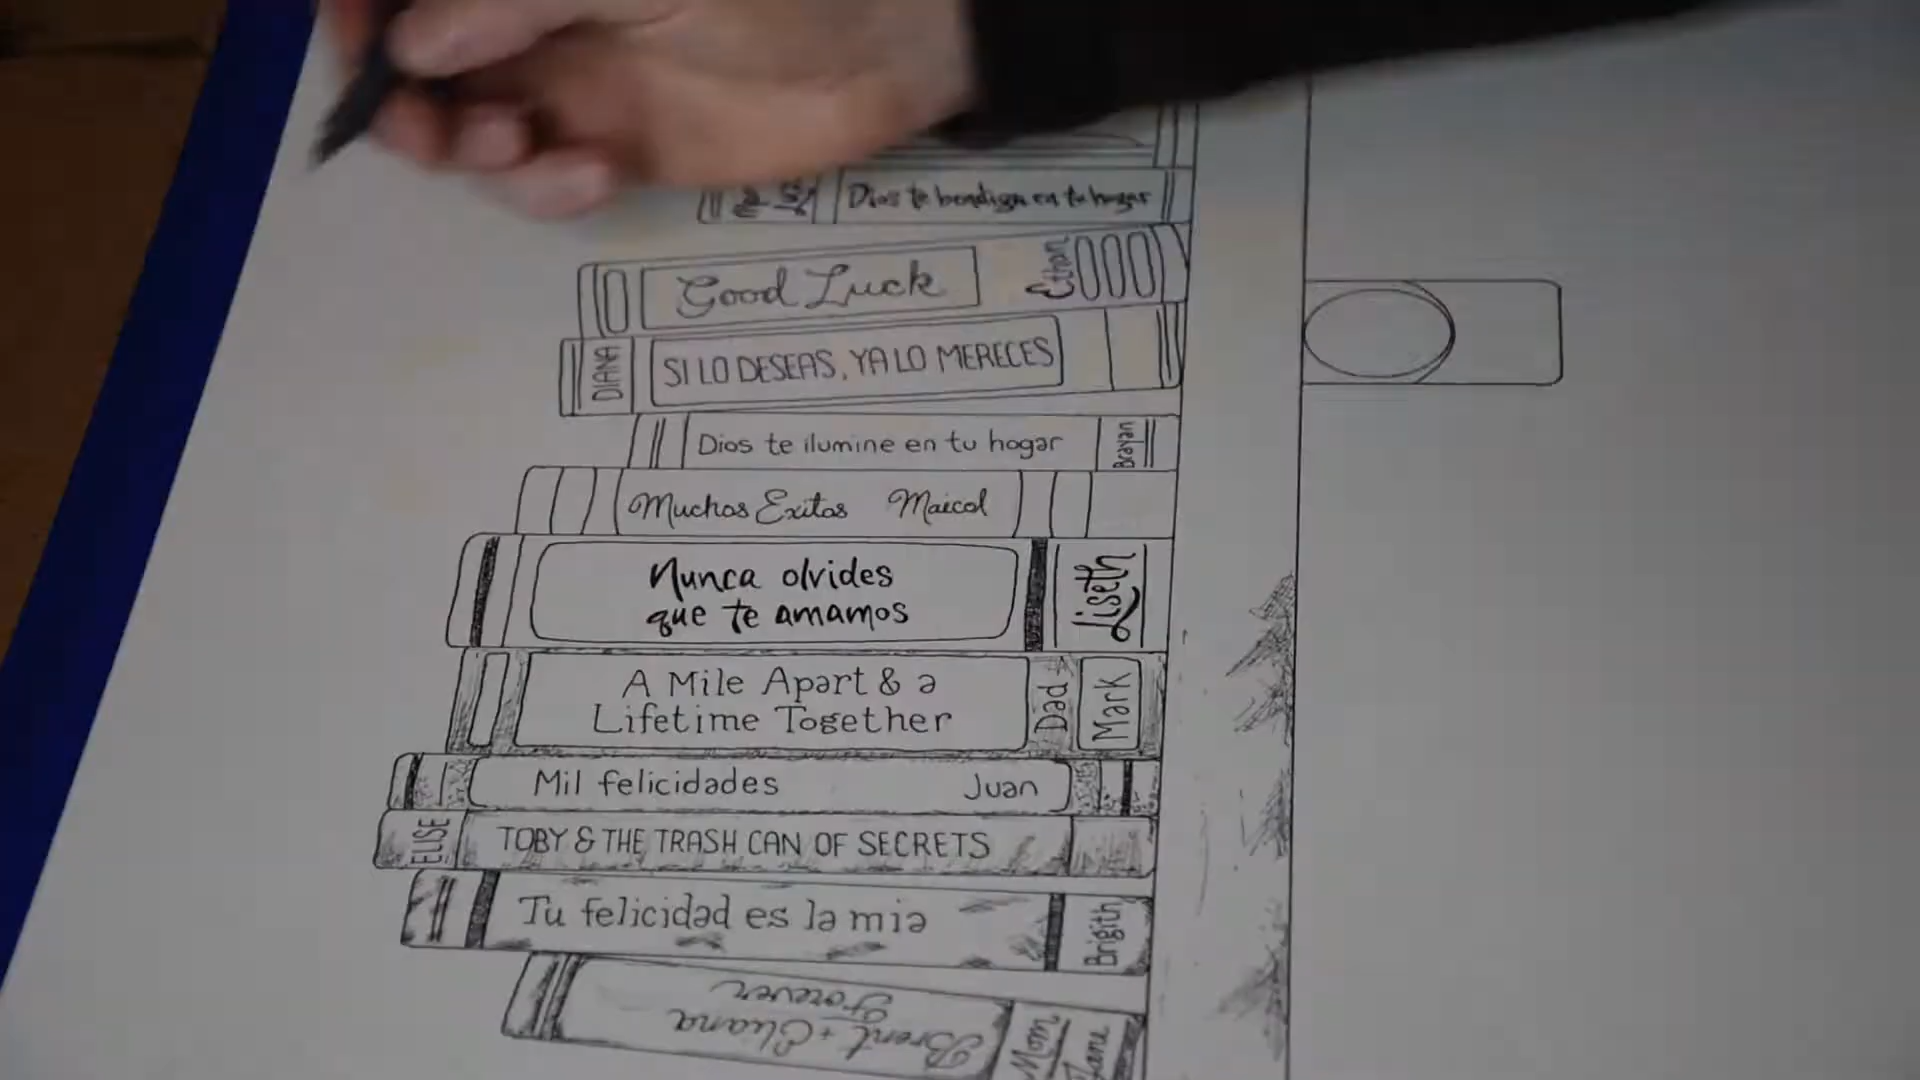 Dios te bendiga en tu hogar
Good Luck
Ethan
DIANA
SI LO DESEAS, YA LO MERECES
Dios te ilumine en tu hogar
Brayan
Muchos Exitos Maicol
Nunca olvides
que te amamos
Liseth
A Mile Apart & a
Lifetime Together
Dad
Mark
Mil felicidades Juan
ELISE
TOBY & THE TRASH CAN OF SECRETS
Tu felicidad es la mia
Brigith
Brent + Eliana
Forever
Mom
Jane